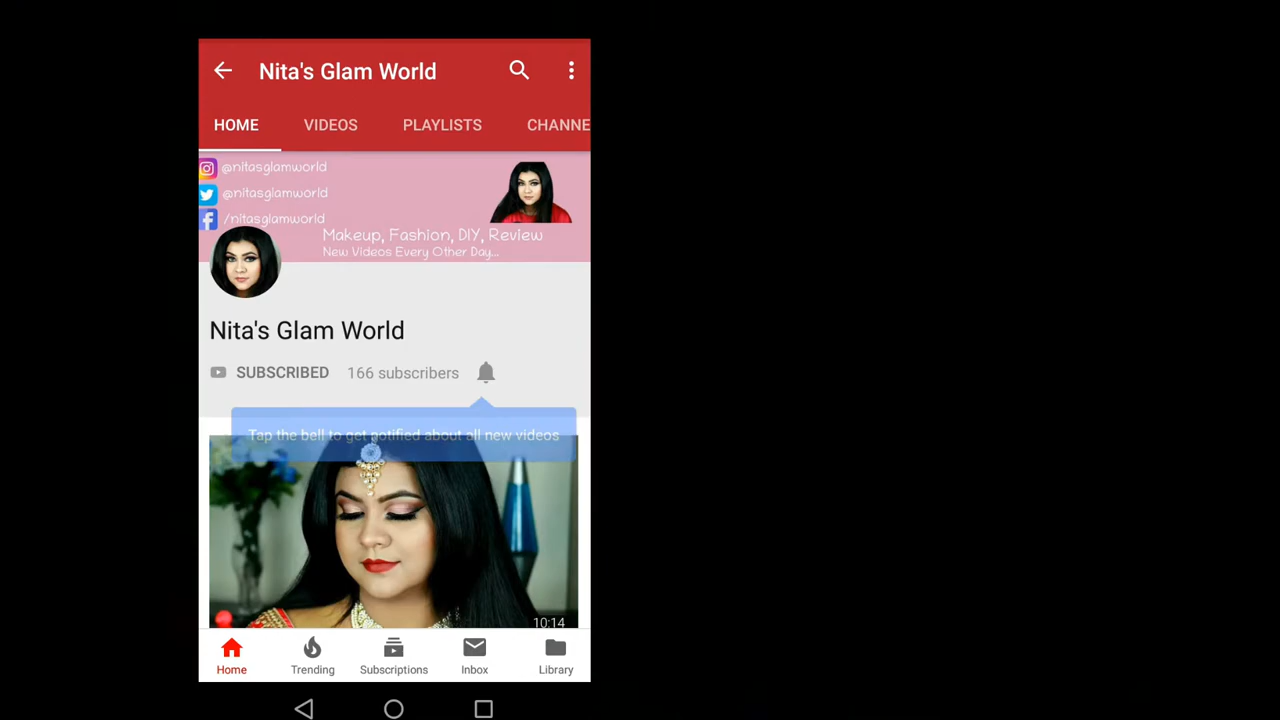 Nita's Glam World
HOME VIDEOS PLAYLISTS CHANNE
@nitasglamworld
@nitasglamworld
/nitasglamworld
Makeup, Fashion, DIY, Review
New Videos Every Other Day...
Nita's Glam World
SUBSCRIBED 166 subscribers
Tap the bell to get notified about all new videos
10:14
Home Trending Subscriptions Inbox Library